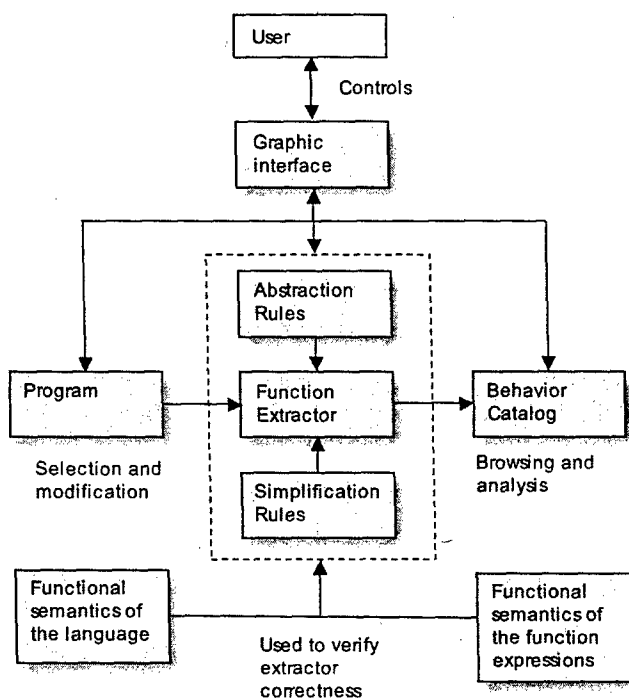 User
Controls
Graphic
interface
Abstraction
Rules
Program
Function
Extractor
Behavior
Catalog
Selection and
modification
Browsing and
analysis
Simplification
Rules
Functional
semantics of
the language
Used to verify
extractor
correctness
Functional
semantics of
the function
expressions